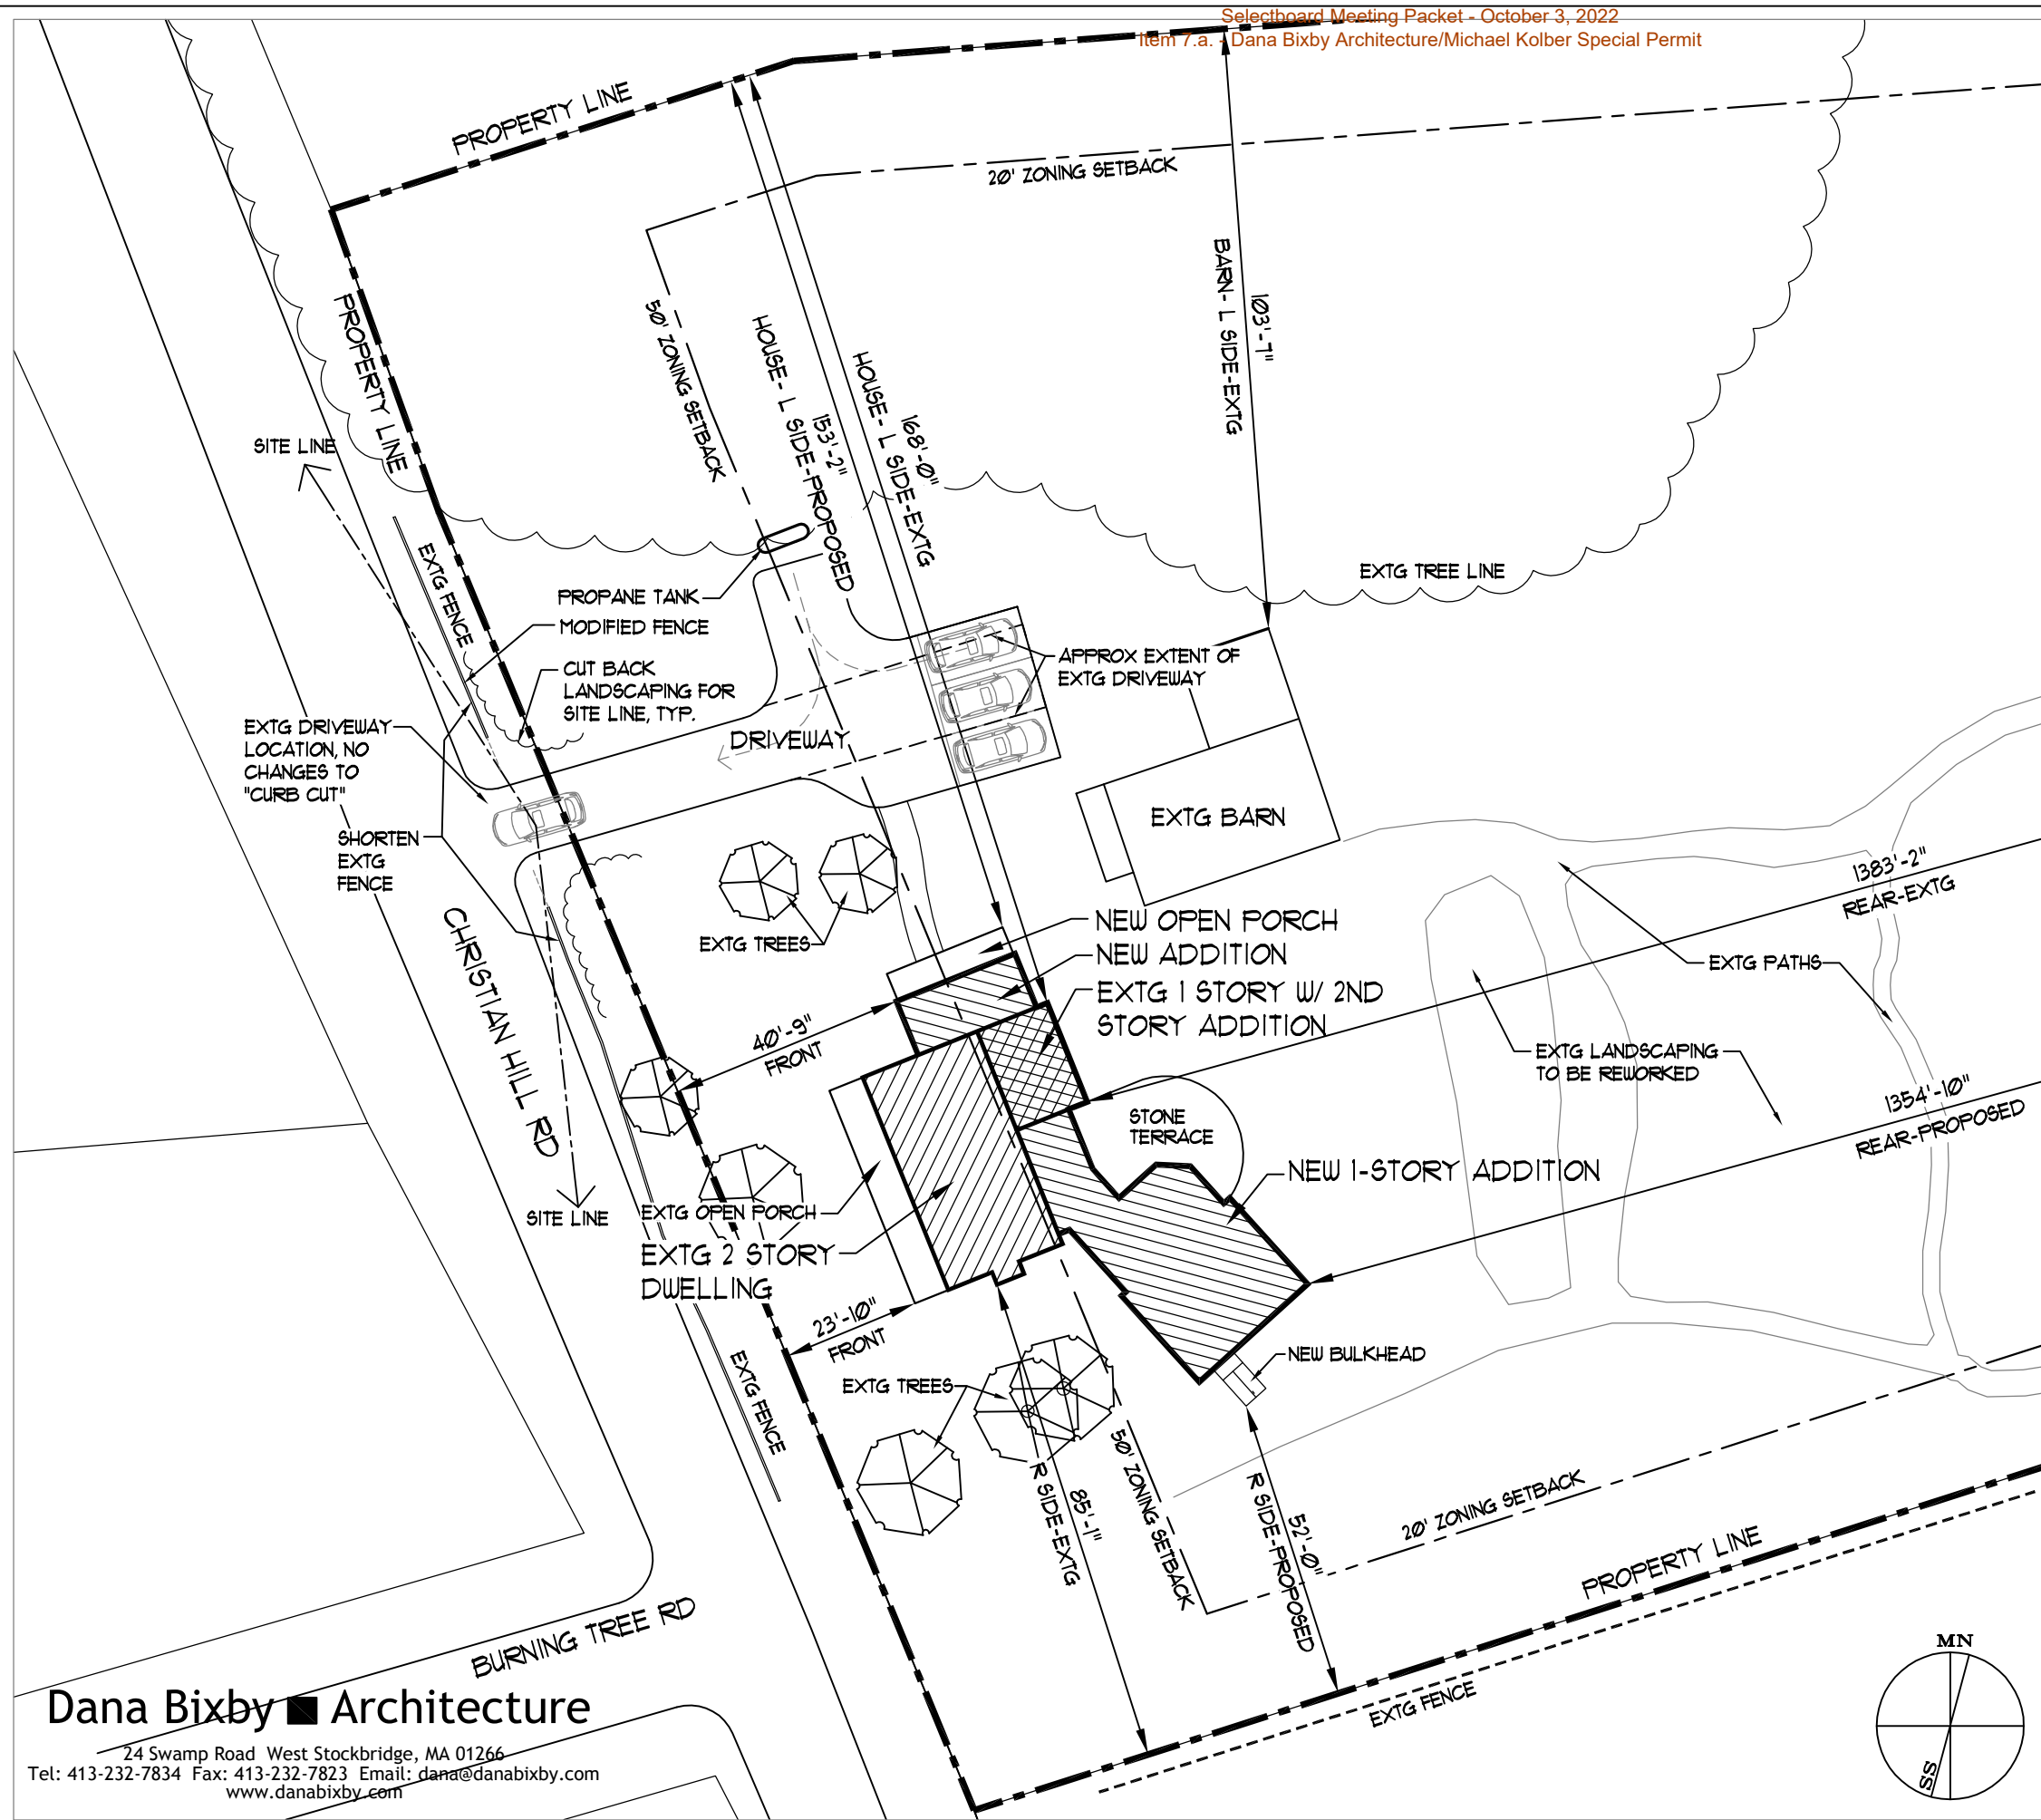 Selectboard Meeting Packet - October 3, 2022
Item 7.a. - Dana Bixby Architecture/Michael Kolber Special Permit
PROPERTY LINE
20' ZONING SETBACK
PROPERTY LINE
50' ZONING SETBACK
HOUSE- L SIDE-PROPOSED
153'-2"
HOUSE- L SIDE-EXTG
168'-0"
BARN- L SIDE-EXTG
103'-7"
SITE LINE
EXTG FENCE
PROPANE TANK
MODIFIED FENCE
CUT BACK
LANDSCAPING FOR
SITE LINE, TYP.
EXTG TREE LINE
APPROX EXTENT OF
EXTG DRIVEWAY
EXTG DRIVEWAY
LOCATION, NO
CHANGES TO
"CURB CUT"
DRIVEWAY
SHORTEN
EXTG
FENCE
EXTG BARN
1383'-2"
REAR-EXTG
CHRISTIAN HILL RD
EXTG TREES
NEW OPEN PORCH
NEW ADDITION
EXTG 1 STORY W/ 2ND
STORY ADDITION
EXTG PATHS
40'-9"
FRONT
EXTG LANDSCAPING
TO BE REWORKED
1354'-10"
REAR-PROPOSED
STONE
TERRACE
NEW 1-STORY ADDITION
SITE LINE
EXTG OPEN PORCH
EXTG 2 STORY
DWELLING
23'-10"
FRONT
NEW BULKHEAD
EXTG FENCE
EXTG TREES
R SIDE-EXTG
85'-1"
50' ZONING SETBACK
R SIDE-PROPOSED
52'-0"
20' ZONING SETBACK
PROPERTY LINE
EXTG FENCE
BURNING TREE RD
MN
SS
Dana Bixby Architecture
24 Swamp Road West Stockbridge, MA 01266
Tel: 413-232-7834 Fax: 413-232-7823 Email: dana@danabixby.com
www.danabixby.com